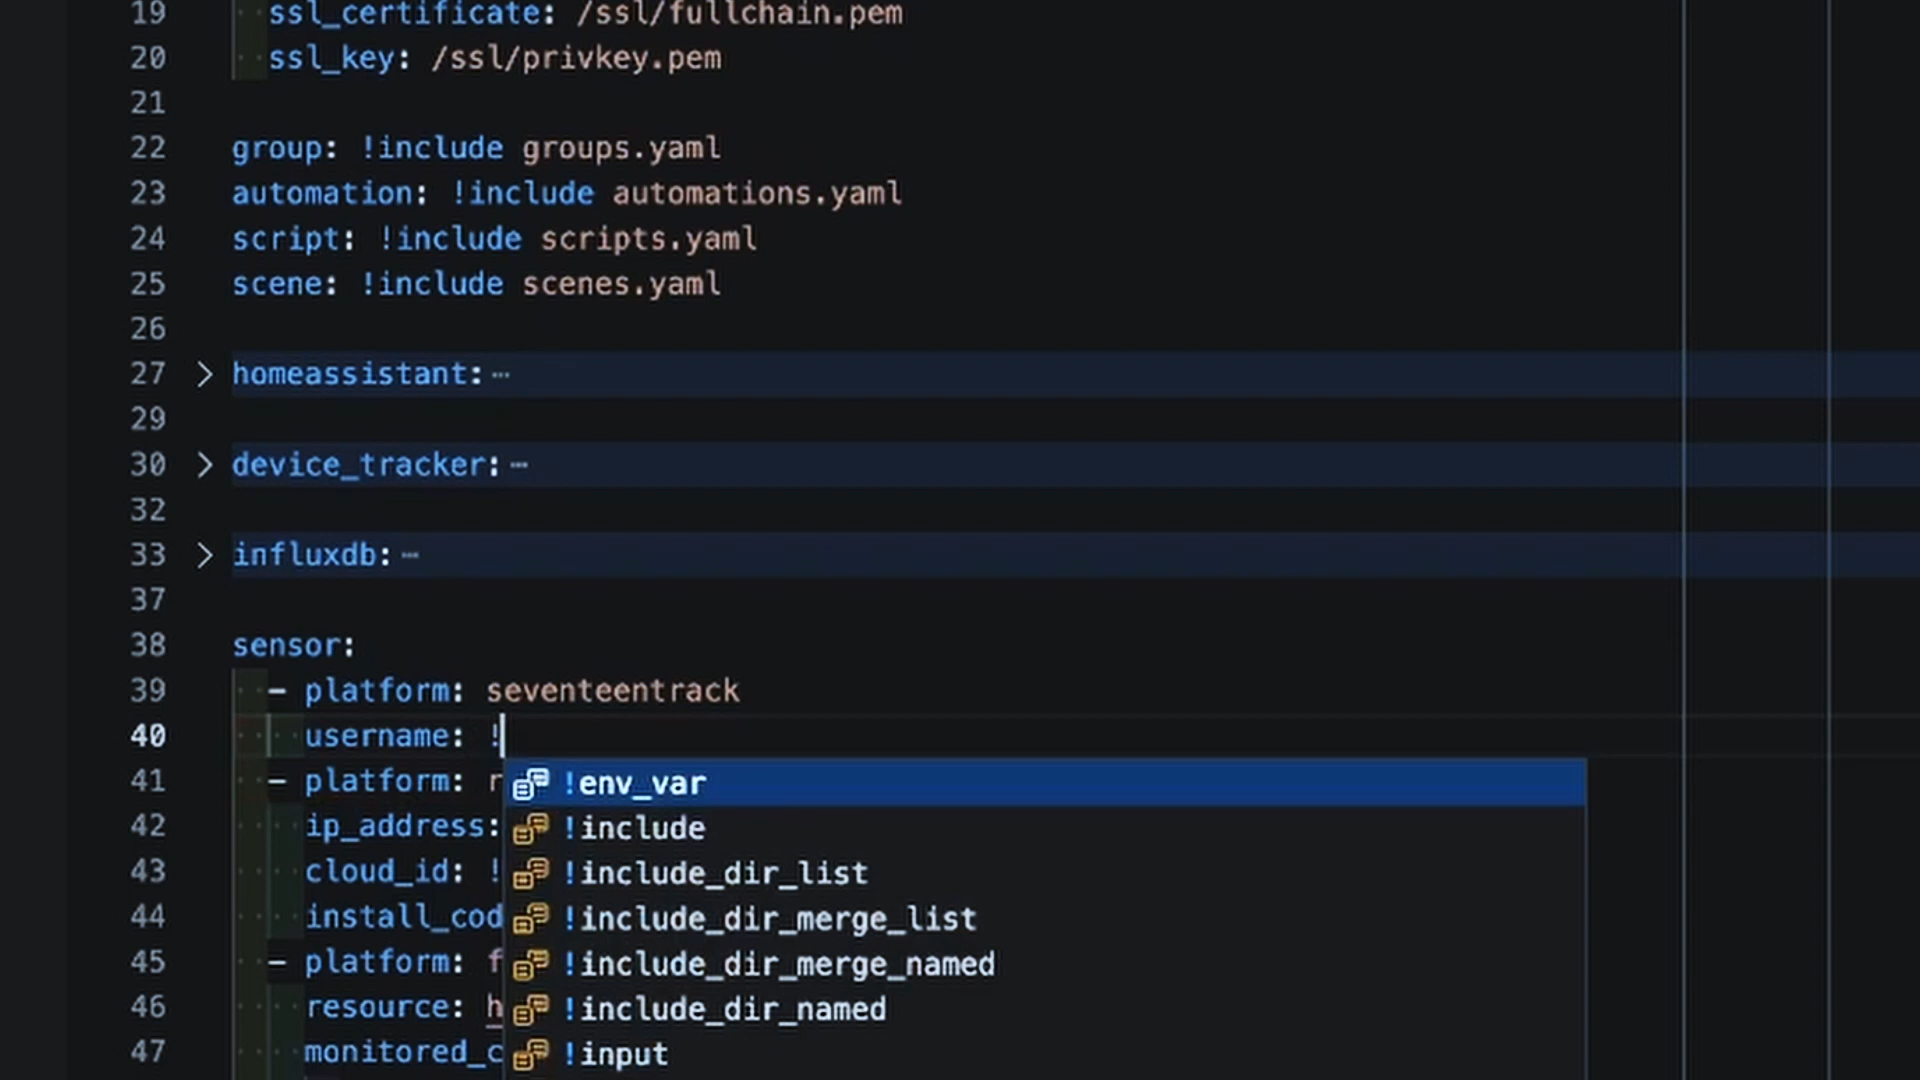 19 ssl_certificate: /ssl/fullchain.pem
20 ssl_key: /ssl/privkey.pem
21
22 group: !include groups.yaml
23 automation: !include automations.yaml
24 script: !include scripts.yaml
25 scene: !include scenes.yaml
26
27 > homeassistant: ⋯
29
30 > device_tracker: ⋯
32
33 > influxdb: ⋯
37
38 sensor:
39 - platform: seventeentrack
40 username: !
41 - platform: r
!env_var
42 ip_address:
!include
43 cloud_id: !
!include_dir_list
44 install_cod
!include_dir_merge_list
45 - platform: f
!include_dir_merge_named
46 resource: h
!include_dir_named
47 monitored_c
!input